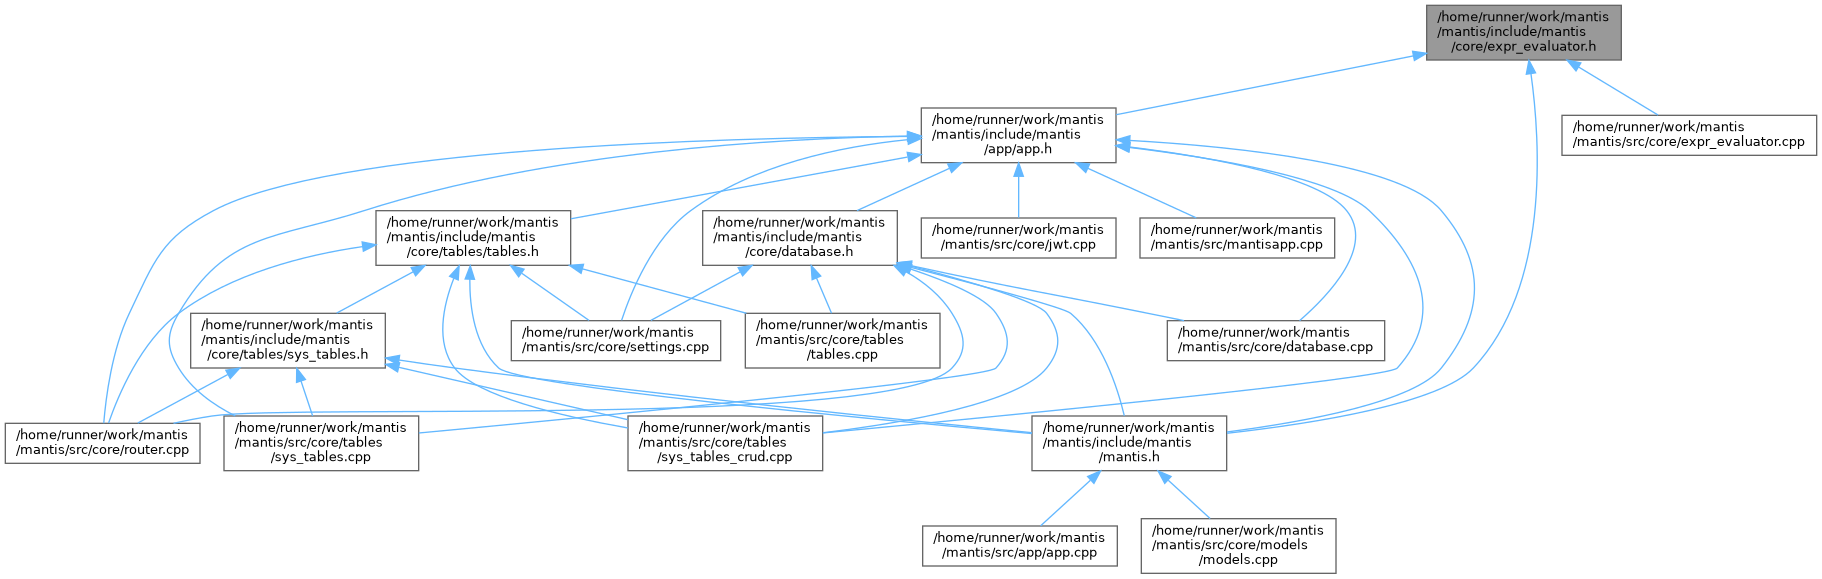 /home/runner/work/mantis
/mantis/include/mantis
/core/expr_evaluator.h
/home/runner/work/mantis
/mantis/include/mantis
/app/app.h
/home/runner/work/mantis
/mantis/src/core/expr_evaluator.cpp
/home/runner/work/mantis
/mantis/include/mantis
/core/tables/tables.h
/home/runner/work/mantis
/mantis/include/mantis
/core/database.h
/home/runner/work/mantis
/mantis/src/core/jwt.cpp
/home/runner/work/mantis
/mantis/src/mantisapp.cpp
/home/runner/work/mantis
/mantis/include/mantis
/core/tables/sys_tables.h
/home/runner/work/mantis
/mantis/src/core/settings.cpp
/home/runner/work/mantis
/mantis/src/core/tables
/tables.cpp
/home/runner/work/mantis
/mantis/src/core/database.cpp
/home/runner/work/mantis
/mantis/src/core/router.cpp
/home/runner/work/mantis
/mantis/src/core/tables
/sys_tables.cpp
/home/runner/work/mantis
/mantis/src/core/tables
/sys_tables_crud.cpp
/home/runner/work/mantis
/mantis/include/mantis
/mantis.h
/home/runner/work/mantis
/mantis/src/app/app.cpp
/home/runner/work/mantis
/mantis/src/core/models
/models.cpp